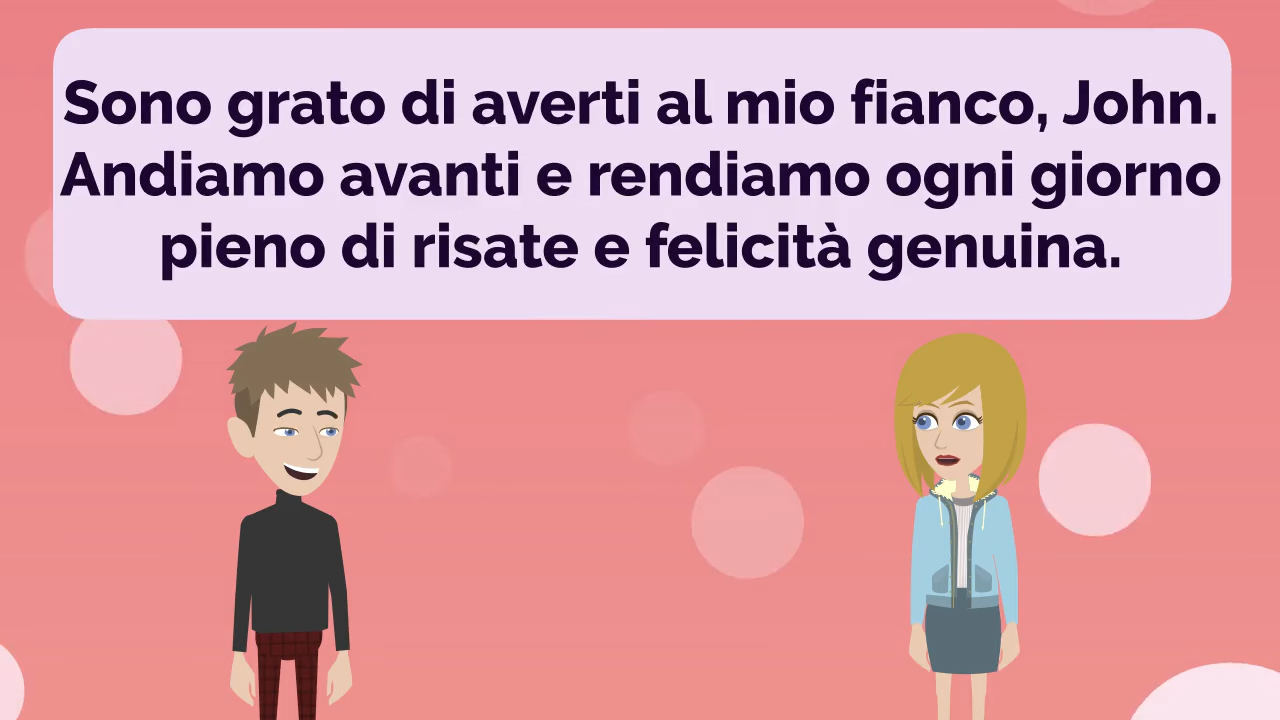 Sono grato di averti al mio fianco, John.
Andiamo avanti e rendiamo ogni giorno
pieno di risate e felicità genuina.